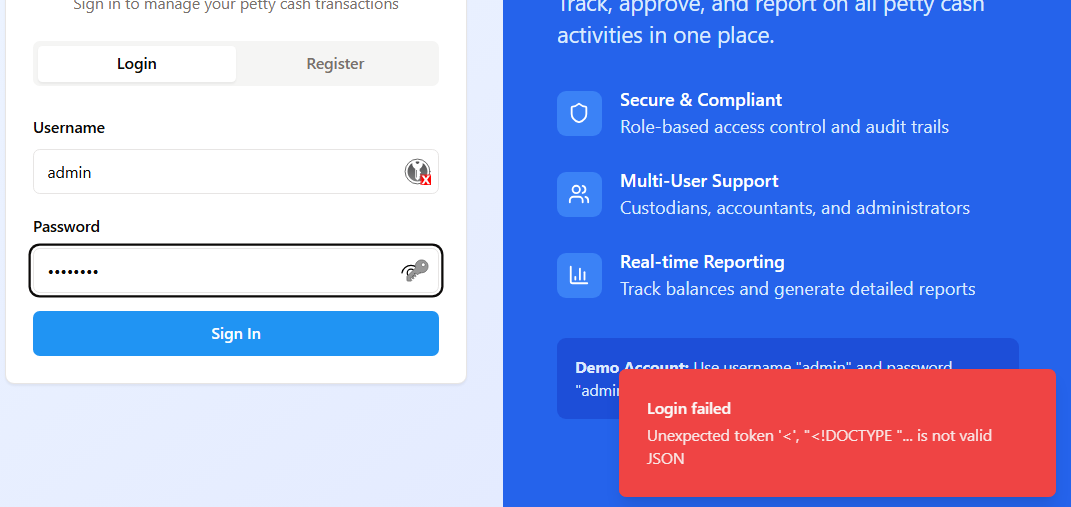 Sign in to manage your petty cash transactions
Login
Register
Username
admin
Password
••••••••
Sign In
Track, approve, and report on all petty cash
activities in one place.
Secure & Compliant
Role-based access control and audit trails
Multi-User Support
Custodians, accountants, and administrators
Real-time Reporting
Track balances and generate detailed reports
Demo Account: Use username "admin" and password
Login failed
Unexpected token '<', "<!DOCTYPE "... is not valid
JSON